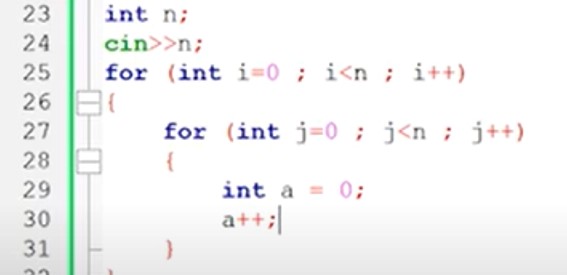 23 int n;
24 cin>>n;
25 for (int i=0 ; i<n ; i++)
26 {
27 for (int j=0 ; j<n ; j++)
28 {
29 int a = 0;
30 a++;
31 }